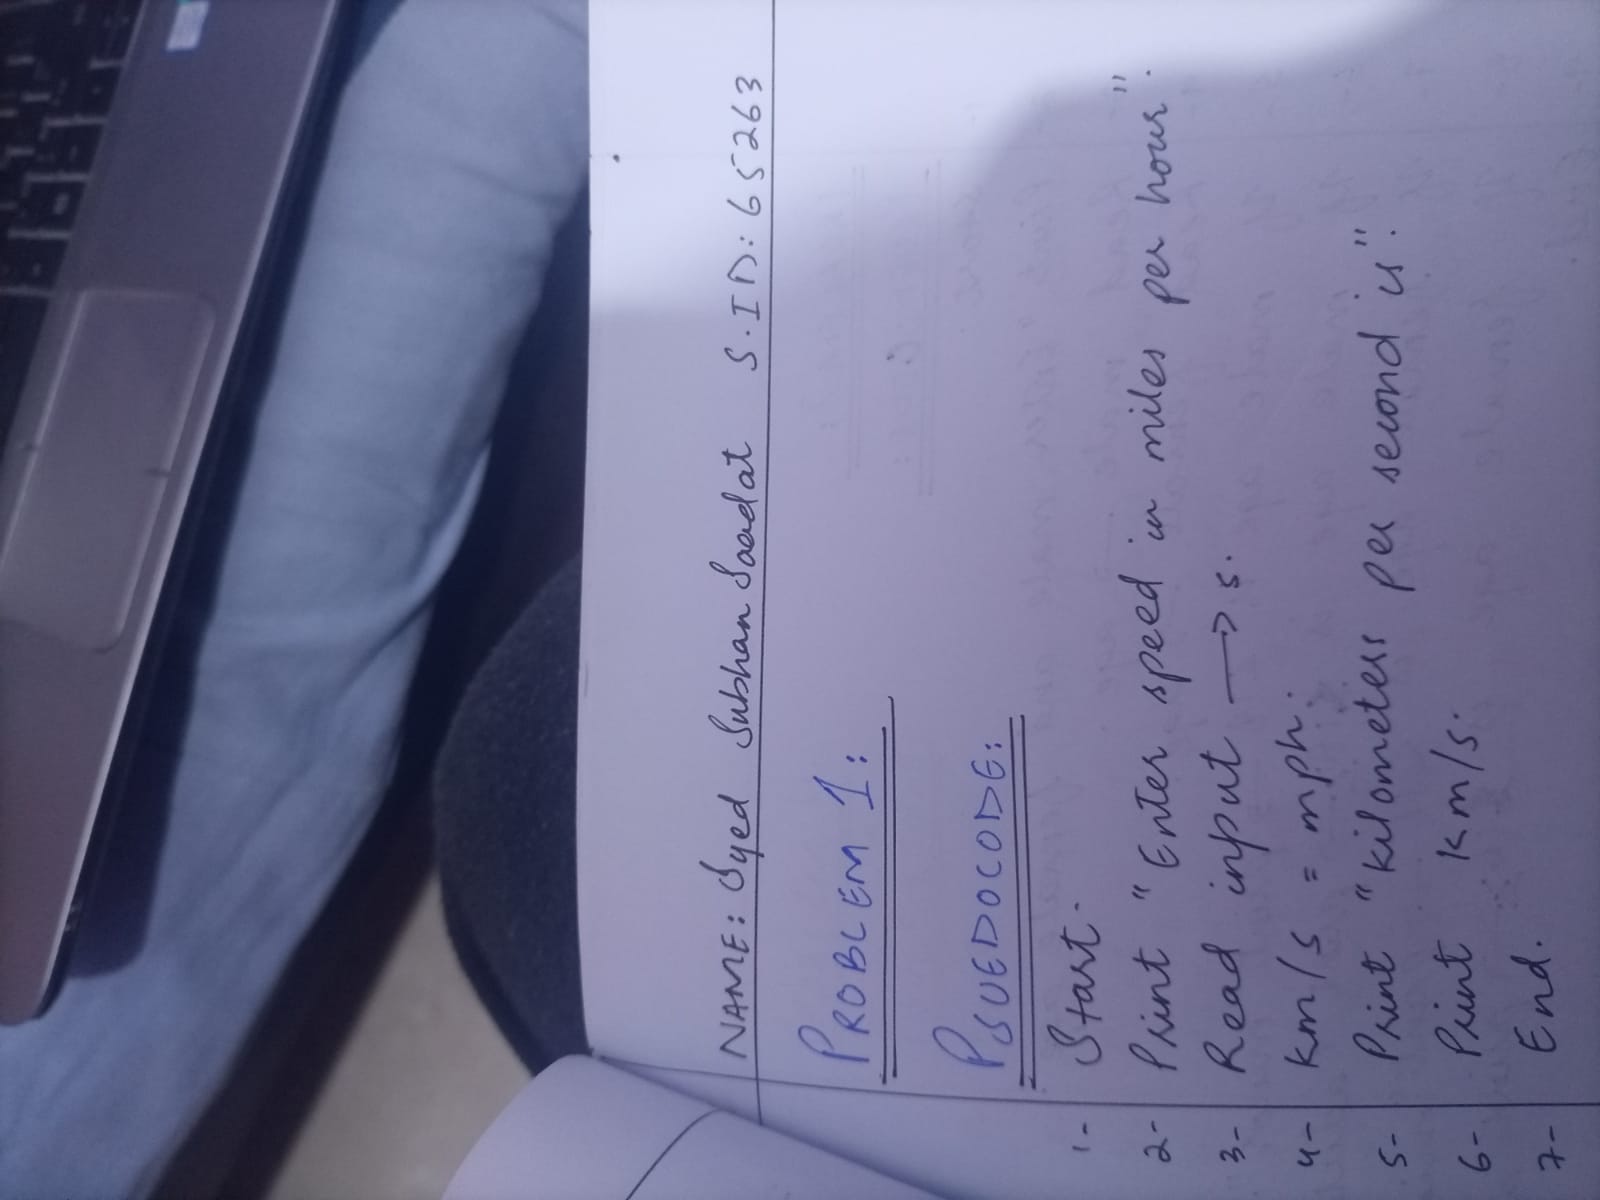 NAME: Syed Subhan Saadat S.ID: 65263
PROBLEM 1:
PSUEDOCODE:
1- Start.
2- Print "Enter speed in miles per hour".
3- Read input → s.
4- km/s = mph.
5- Print "kilometers per second is".
6- Print km/s.
7- End.